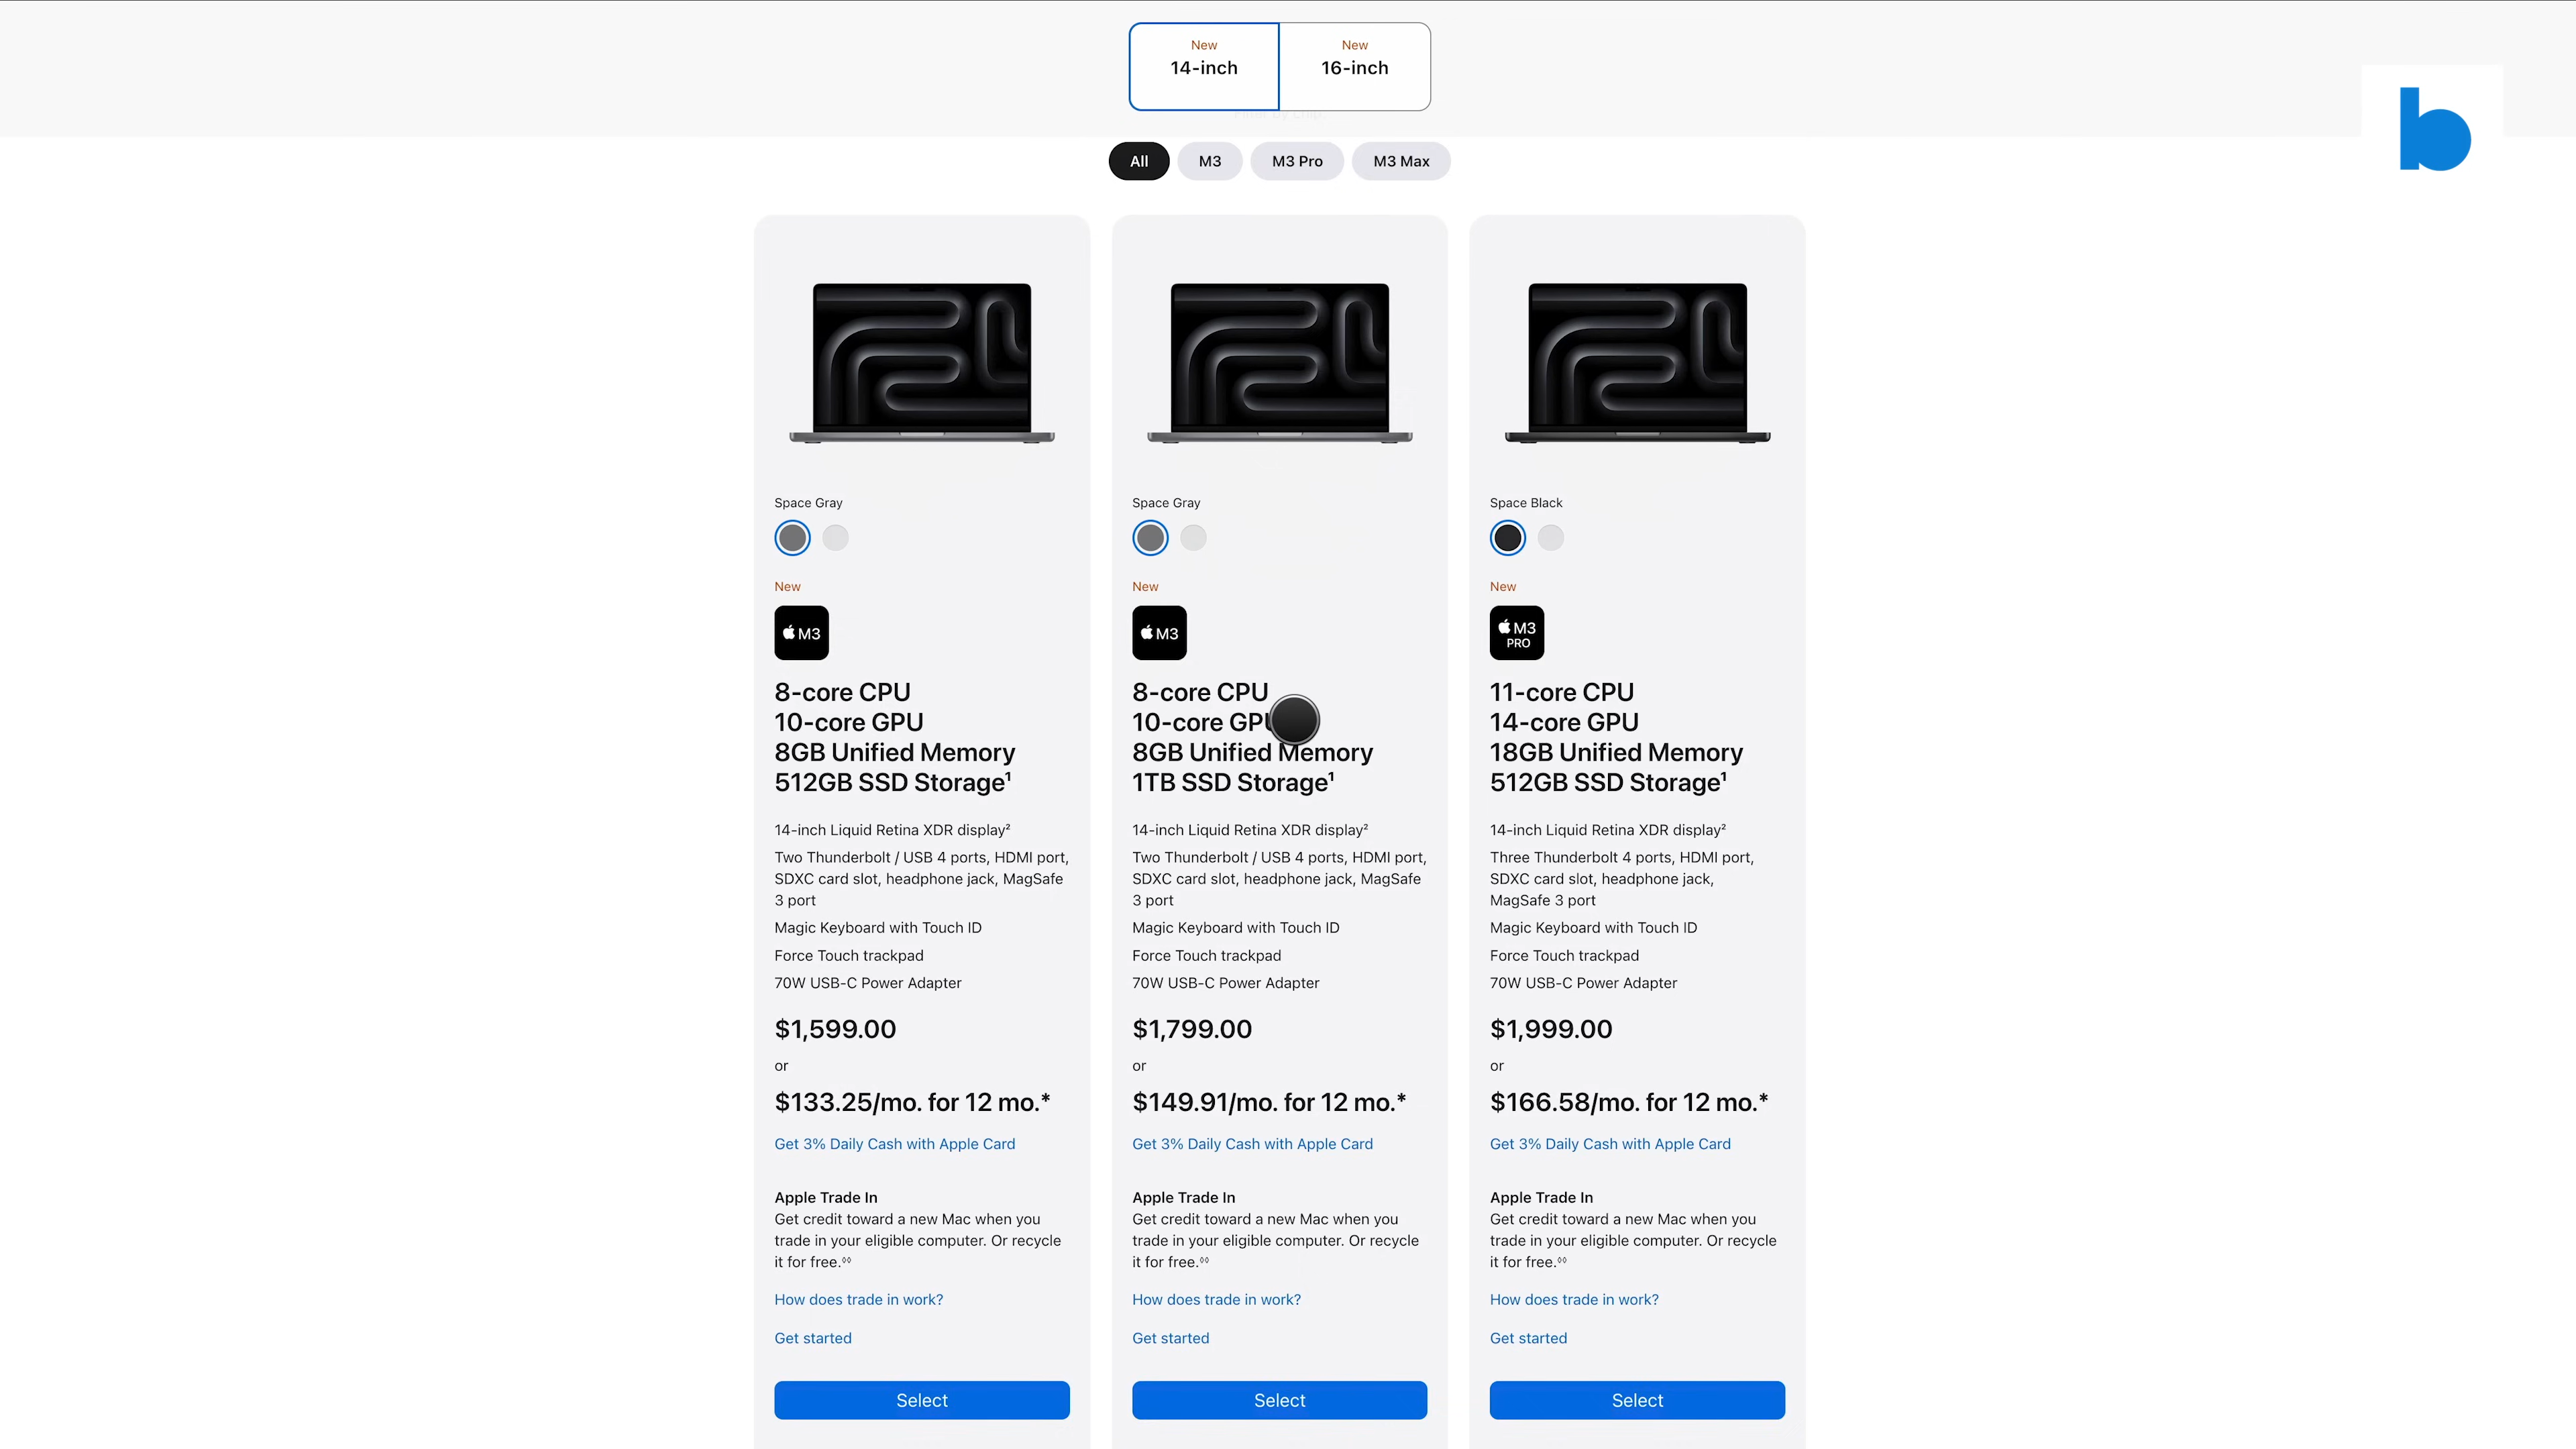 New
14-inch
New
16-inch
All
M3
M3 Pro
M3 Max
Space Gray
New
M3
8-core CPU
10-core GPU
8GB Unified Memory
512GB SSD Storage¹
14-inch Liquid Retina XDR display²
Two Thunderbolt / USB 4 ports, HDMI port,
SDXC card slot, headphone jack, MagSafe
3 port
Magic Keyboard with Touch ID
Force Touch trackpad
70W USB-C Power Adapter
$1,599.00
or
$133.25/mo. for 12 mo.*
Get 3% Daily Cash with Apple Card
Apple Trade In
Get credit toward a new Mac when you
trade in your eligible computer. Or recycle
it for free.◊◊
How does trade in work?
Get started
Select
Space Gray
New
M3
8-core CPU
10-core GPU
8GB Unified Memory
1TB SSD Storage¹
14-inch Liquid Retina XDR display²
Two Thunderbolt / USB 4 ports, HDMI port,
SDXC card slot, headphone jack, MagSafe
3 port
Magic Keyboard with Touch ID
Force Touch trackpad
70W USB-C Power Adapter
$1,799.00
or
$149.91/mo. for 12 mo.*
Get 3% Daily Cash with Apple Card
Apple Trade In
Get credit toward a new Mac when you
trade in your eligible computer. Or recycle
it for free.◊◊
How does trade in work?
Get started
Select
Space Black
New
M3
PRO
11-core CPU
14-core GPU
18GB Unified Memory
512GB SSD Storage¹
14-inch Liquid Retina XDR display²
Three Thunderbolt 4 ports, HDMI port,
SDXC card slot, headphone jack,
MagSafe 3 port
Magic Keyboard with Touch ID
Force Touch trackpad
70W USB-C Power Adapter
$1,999.00
or
$166.58/mo. for 12 mo.*
Get 3% Daily Cash with Apple Card
Apple Trade In
Get credit toward a new Mac when you
trade in your eligible computer. Or recycle
it for free.◊◊
How does trade in work?
Get started
Select
b